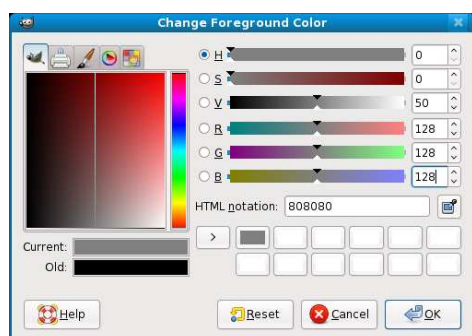 Change Foreground Color
H 0
S 0
V 50
R 128
G 128
B 128
HTML notation: 808080
>
Current:
Old:
Help Reset Cancel OK